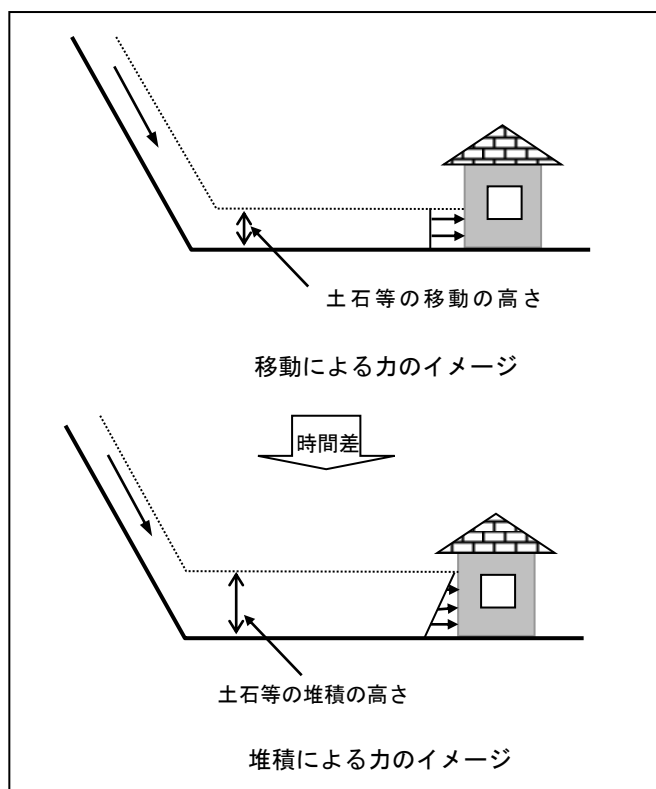 土石等の移動の高さ
移動による力のイメージ
時間差
土石等の堆積の高さ
堆積による力のイメージ